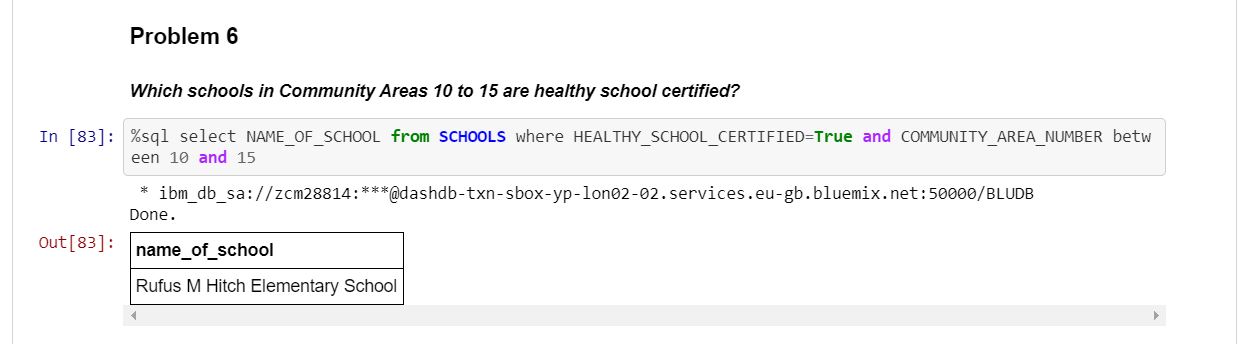 Problem 6
Which schools in Community Areas 10 to 15 are healthy school certified?
In [83]: %sql select NAME_OF_SCHOOL from SCHOOLS where HEALTHY_SCHOOL_CERTIFIED=True and COMMUNITY_AREA_NUMBER betw
een 10 and 15
* ibm_db_sa://zcm28814:***@dashdb-txn-sbox-yp-lon02-02.services.eu-gb.bluemix.net:50000/BLUDB
Done.
Out[83]: name_of_school
Rufus M Hitch Elementary School